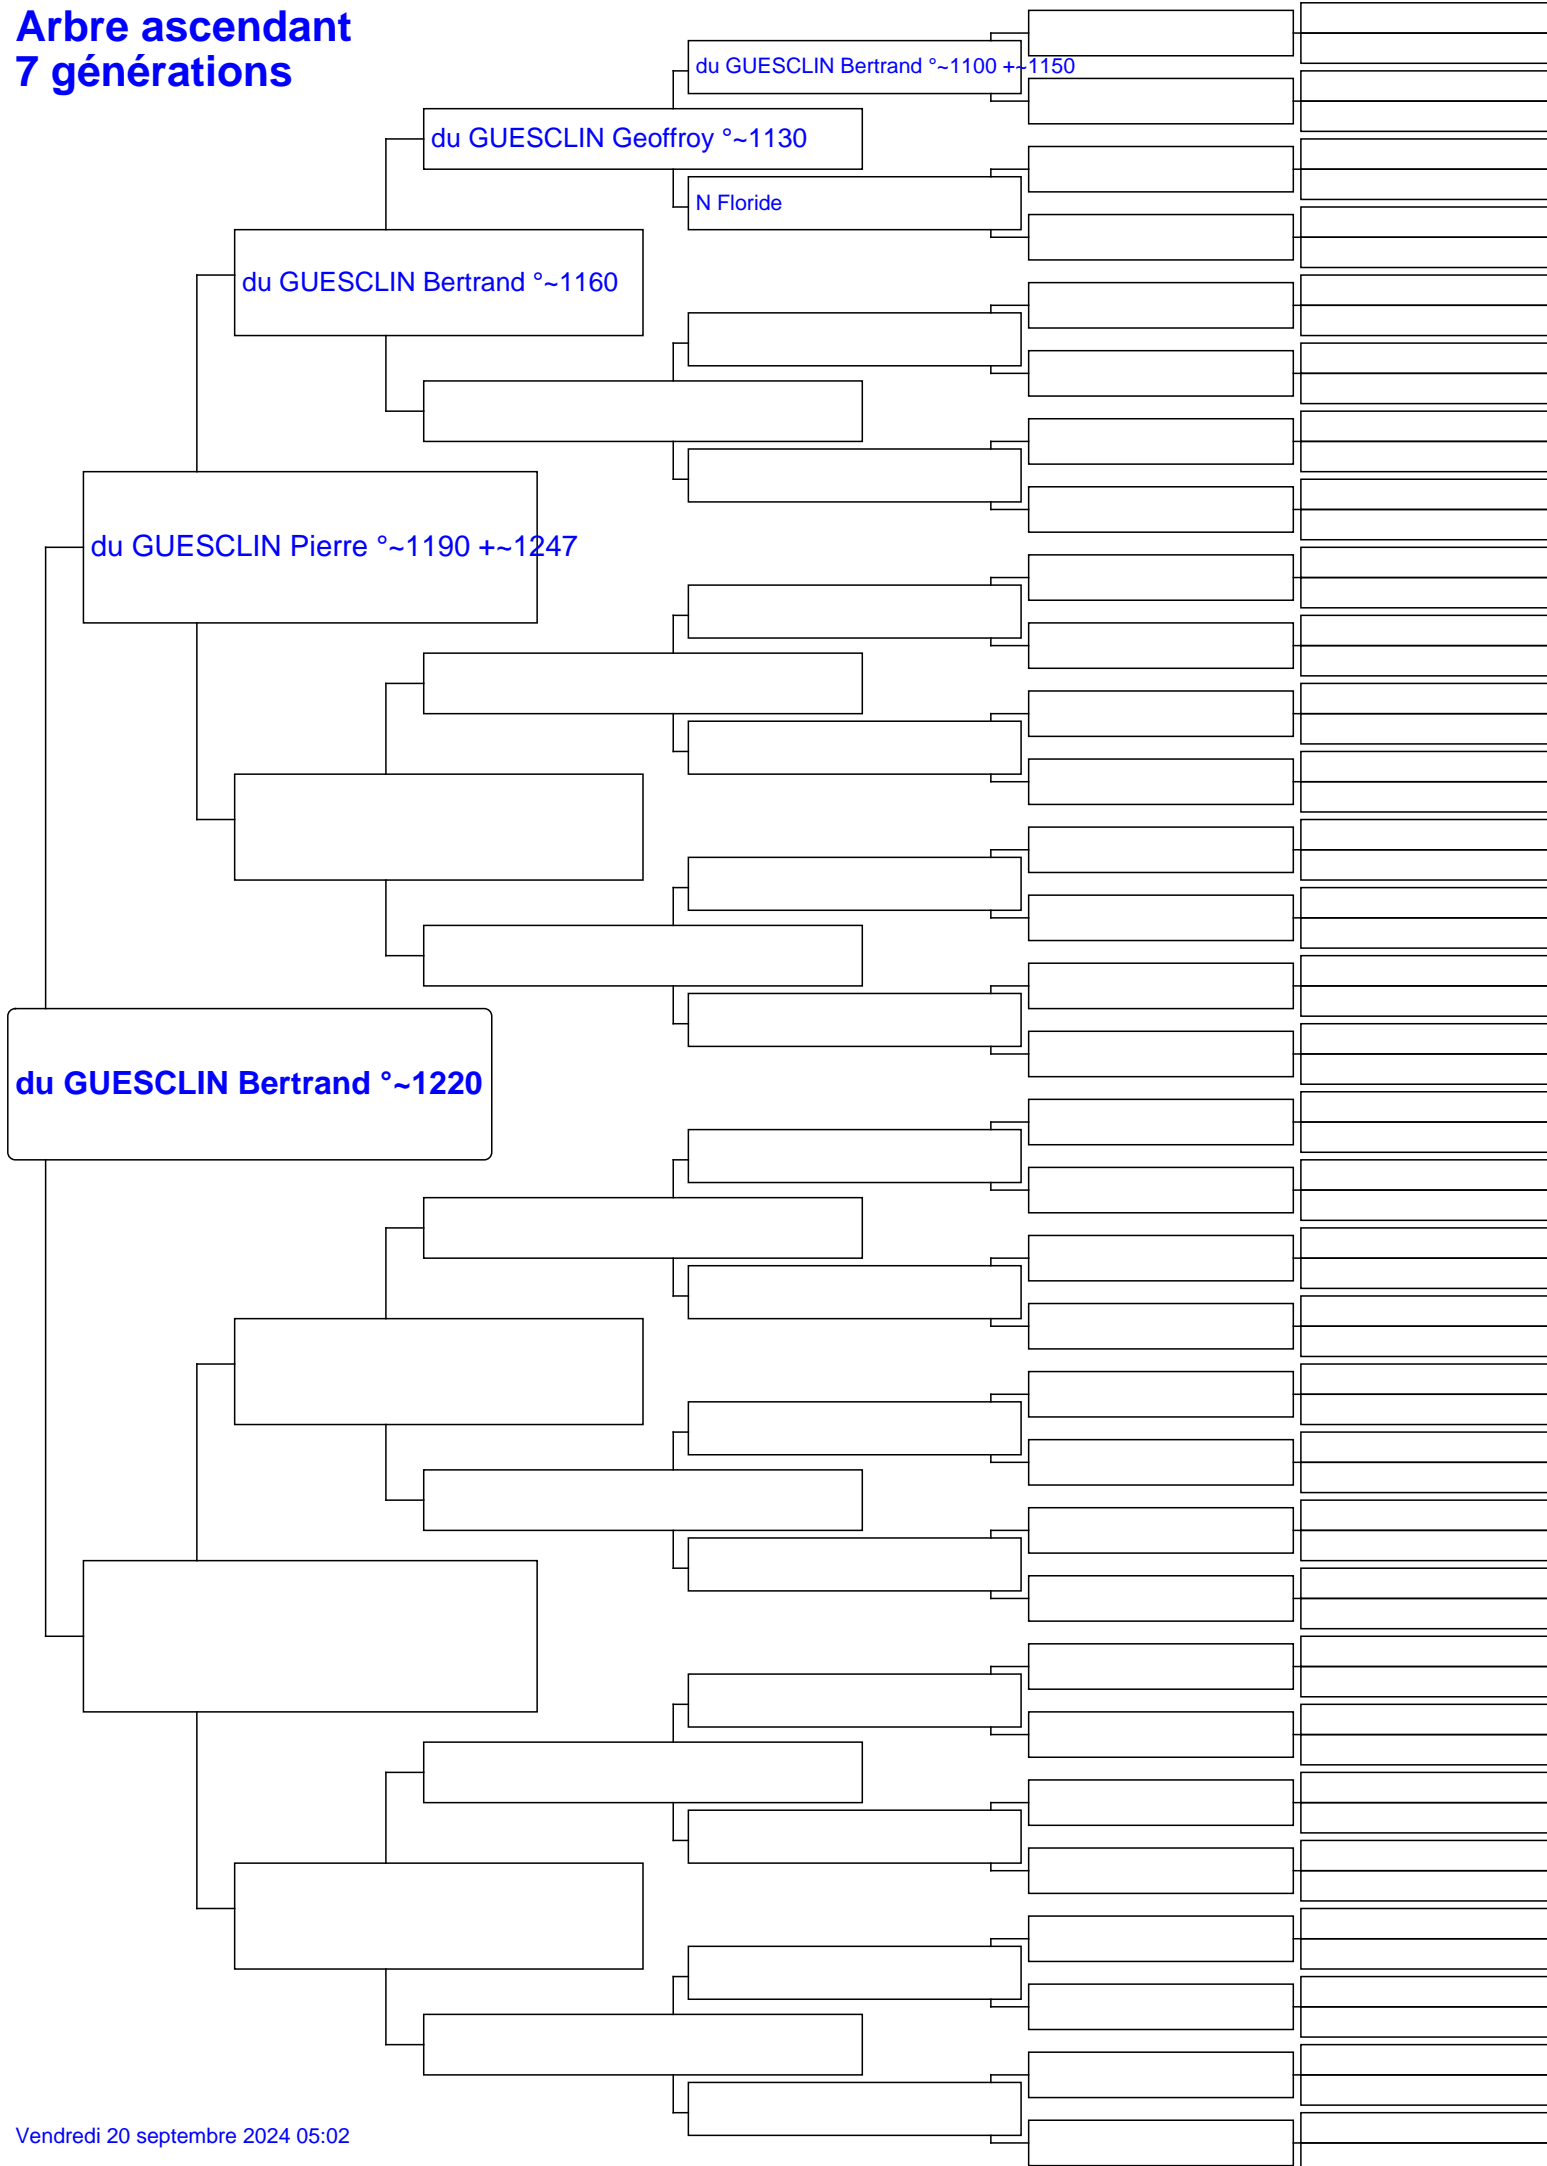 Arbre ascendant
7 générations
du GUESCLIN Bertrand °~1100 +~1150
du GUESCLIN Geoffroy °~1130
N Floride
du GUESCLIN Bertrand °~1160
du GUESCLIN Pierre °~1190 +~1247
du GUESCLIN Bertrand °~1220
Vendredi 20 septembre 2024 05:02